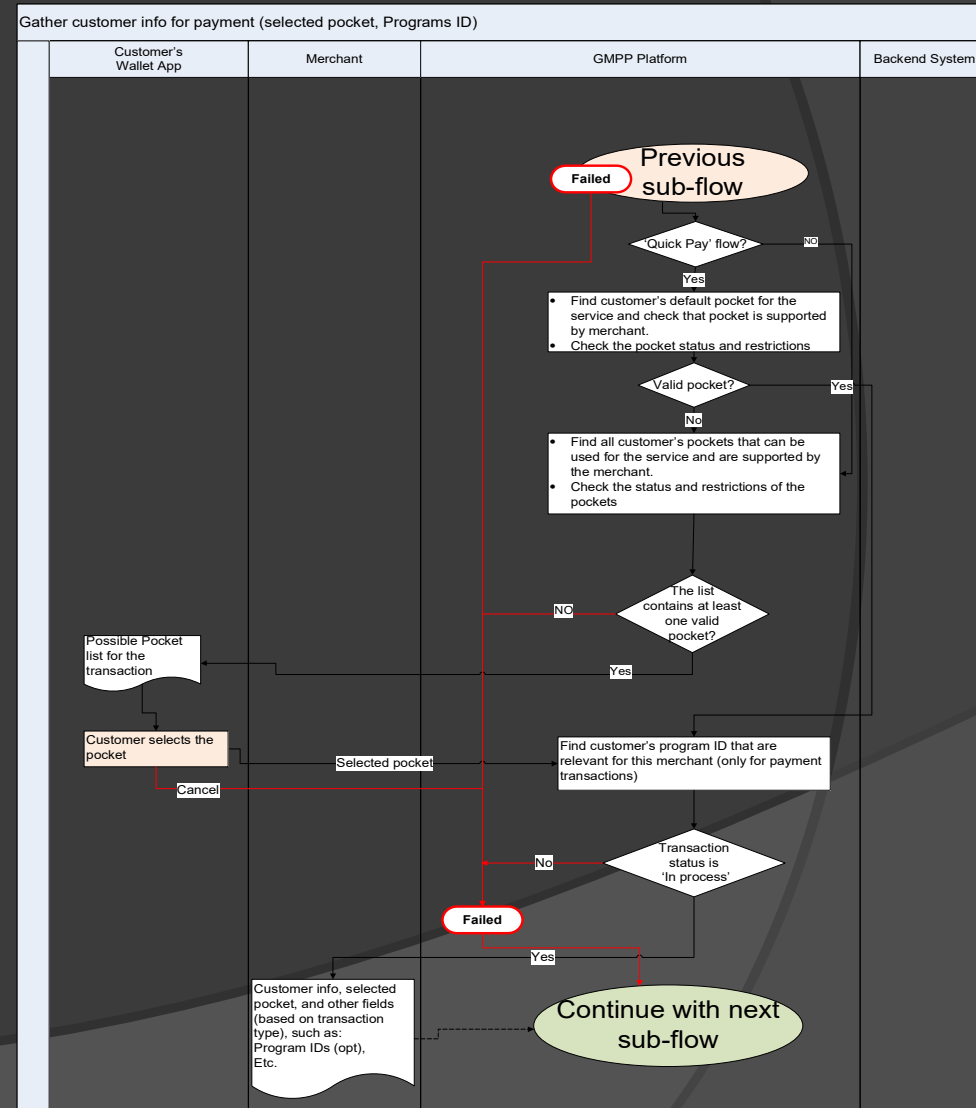 Gather customer info for payment (selected pocket, Programs ID)
Customer's
Wallet App
Merchant
GMPP Platform
Backend System
Previous
sub-flow
Failed
'Quick Pay' flow?
NO
Yes
• Find customer's default pocket for the
service and check that pocket is supported
by merchant.
• Check the pocket status and restrictions
Valid pocket?
Yes
No
• Find all customer's pockets that can be
used for the service and are supported by
the merchant.
• Check the status and restrictions of the
pockets
The list
contains at least
one valid
pocket?
NO
Yes
Possible Pocket
list for the
transaction
Customer selects the
pocket
Selected pocket
Cancel
Find customer's program ID that are
relevant for this merchant (only for payment
transactions)
Transaction
status is
'In process'
No
Failed
Yes
Customer info, selected
pocket, and other fields
(based on transaction
type), such as:
Program IDs (opt),
Etc.
Continue with next
sub-flow